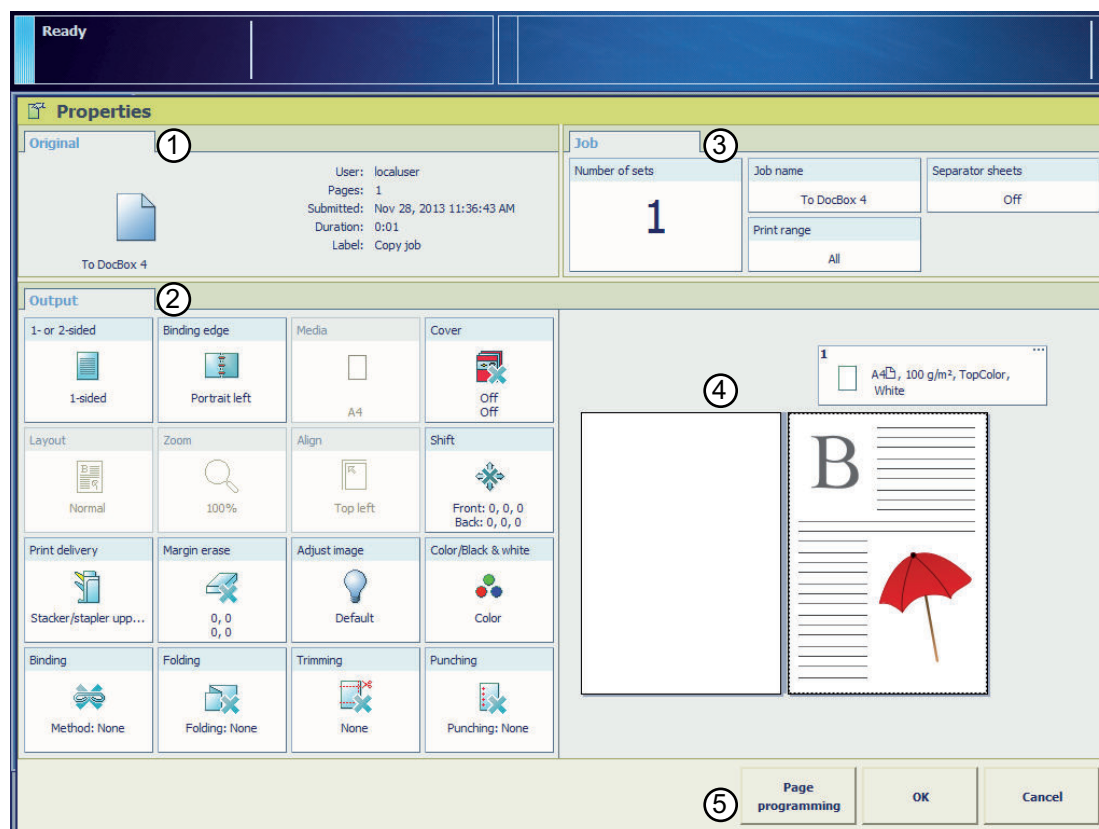 Ready
Properties
Original
1
User: localuser
Pages: 1
Submitted: Nov 28, 2013 11:36:43 AM
Duration: 0:01
Label: Copy job
To DocBox 4
Job
3
Number of sets
1
Job name
To DocBox 4
Separator sheets
Off
Print range
All
Output
2
1- or 2-sided
1-sided
Binding edge
Portrait left
Media
A4
Cover
Off
Off
Layout
Normal
Zoom
100%
Align
Top left
Shift
Front: 0, 0, 0
Back: 0, 0, 0
Print delivery
Stacker/stapler upp...
Margin erase
0, 0
0, 0
Adjust image
Default
Color/Black & white
Color
Binding
Method: None
Folding
Folding: None
Trimming
None
Punching
Punching: None
4
1
...
A4, 100 g/m², TopColor,
White
B
5
Page
programming
OK
Cancel